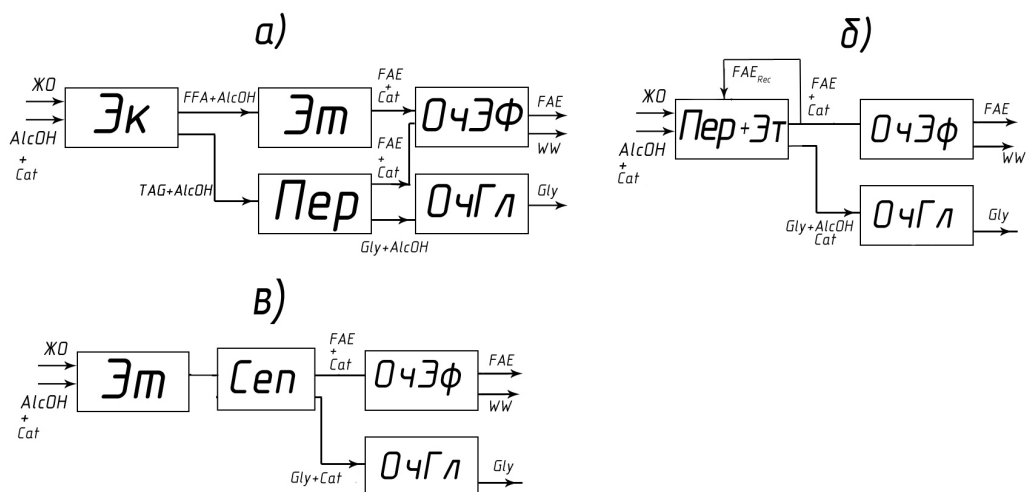 а)
ЖО
AlcOH
+
Cat
Эк
FFA+AlcOH
TAG+AlcOH
Эт
Пер
FAE
+
Cat
FAE
+
Cat
Gly+AlcOH
ОчЭф
ОчГл
FAE
WW
Gly
б)
ЖО
AlcOH
+
Cat
Пер+Эт
FAE Rec
FAE
+
Cat
Gly+AlcOH
Cat
ОчЭф
ОчГл
FAE
WW
Gly
в)
ЖО
AlcOH
+
Cat
Эт
Сеп
FAE
+
Cat
Gly+Cat
ОчЭф
ОчГл
FAE
WW
Gly